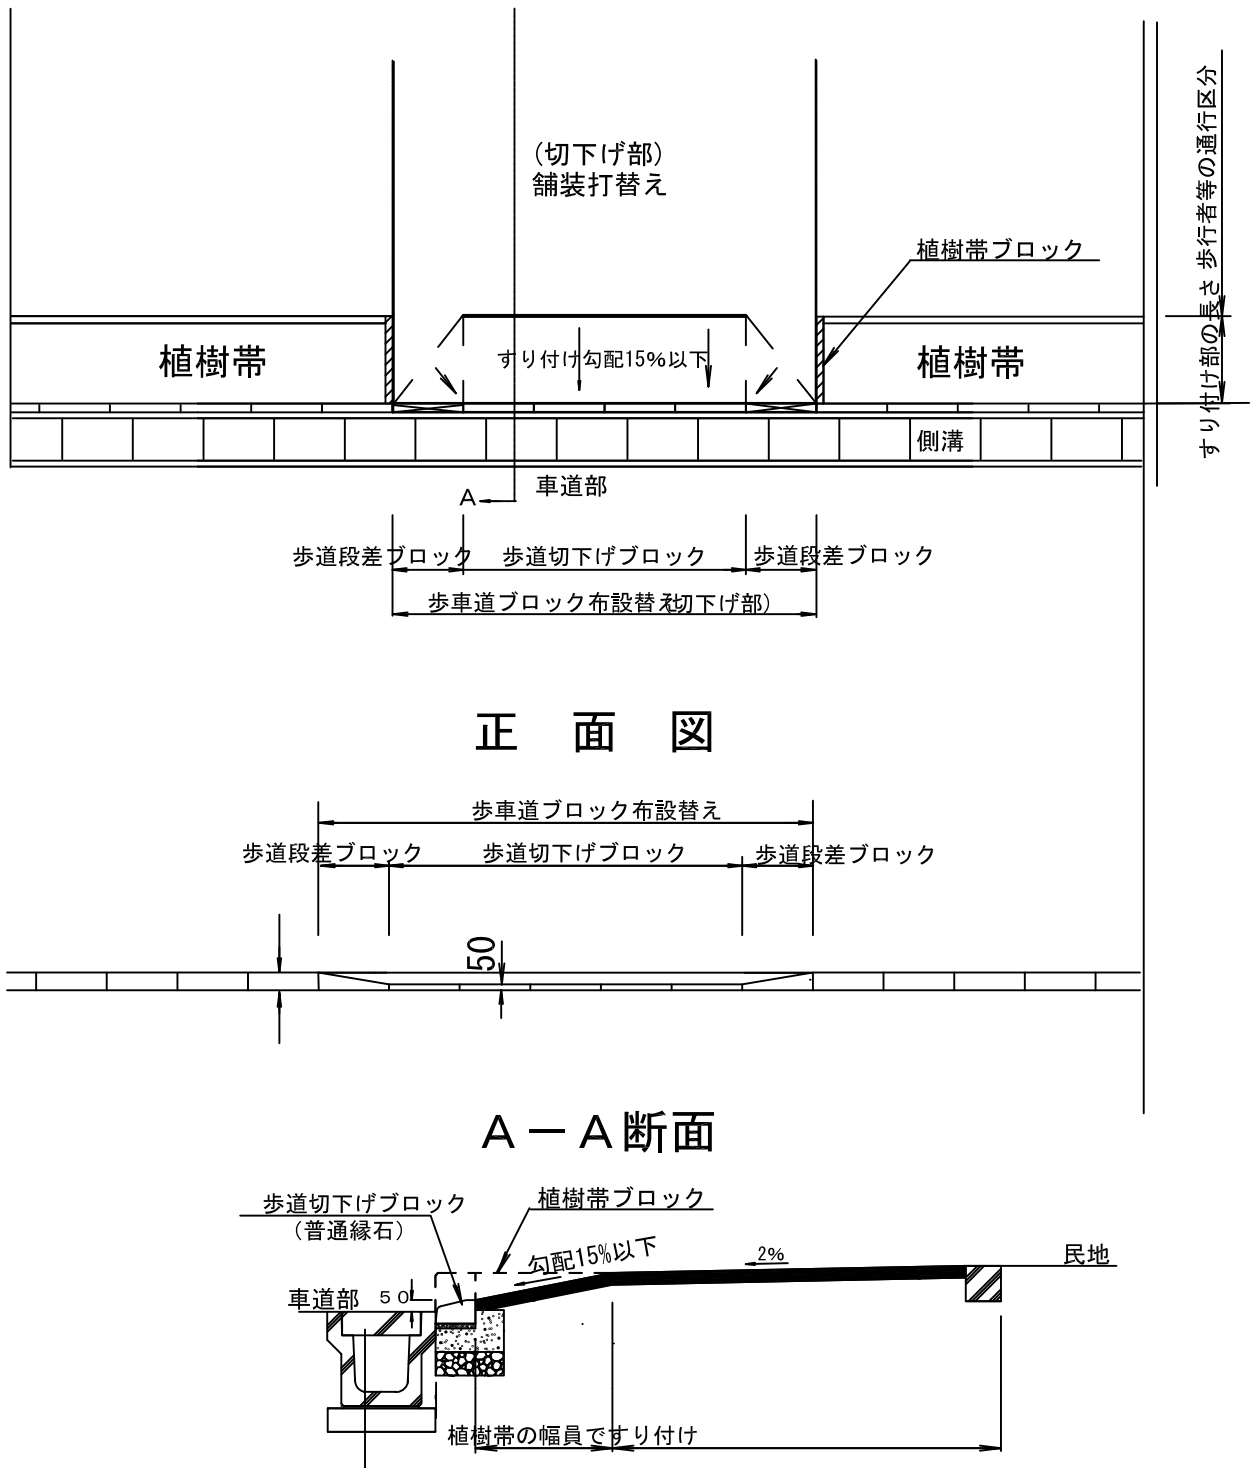 (切下げ部)
舗装打替え
歩行者等の通行区分
植樹帯ブロック
すり付け部の長さ
植樹帯
すり付け勾配15%以下
植樹帯
側溝
車道部
A
歩道段差ブロック
歩道切下げブロック
歩道段差ブロック
歩車道ブロック布設替え(切下げ部)
正面図
歩車道ブロック布設替え
歩道段差ブロック
歩道切下げブロック
歩道段差ブロック
50
A－A断面
歩道切下げブロック
(普通縁石)
植樹帯ブロック
勾配15%以下
2%
民地
車道部
50
植樹帯の幅員ですり付け